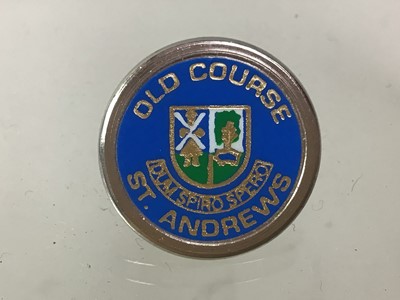 OLD COURSE
DUM SPIRO SPERO
ST. ANDREWS